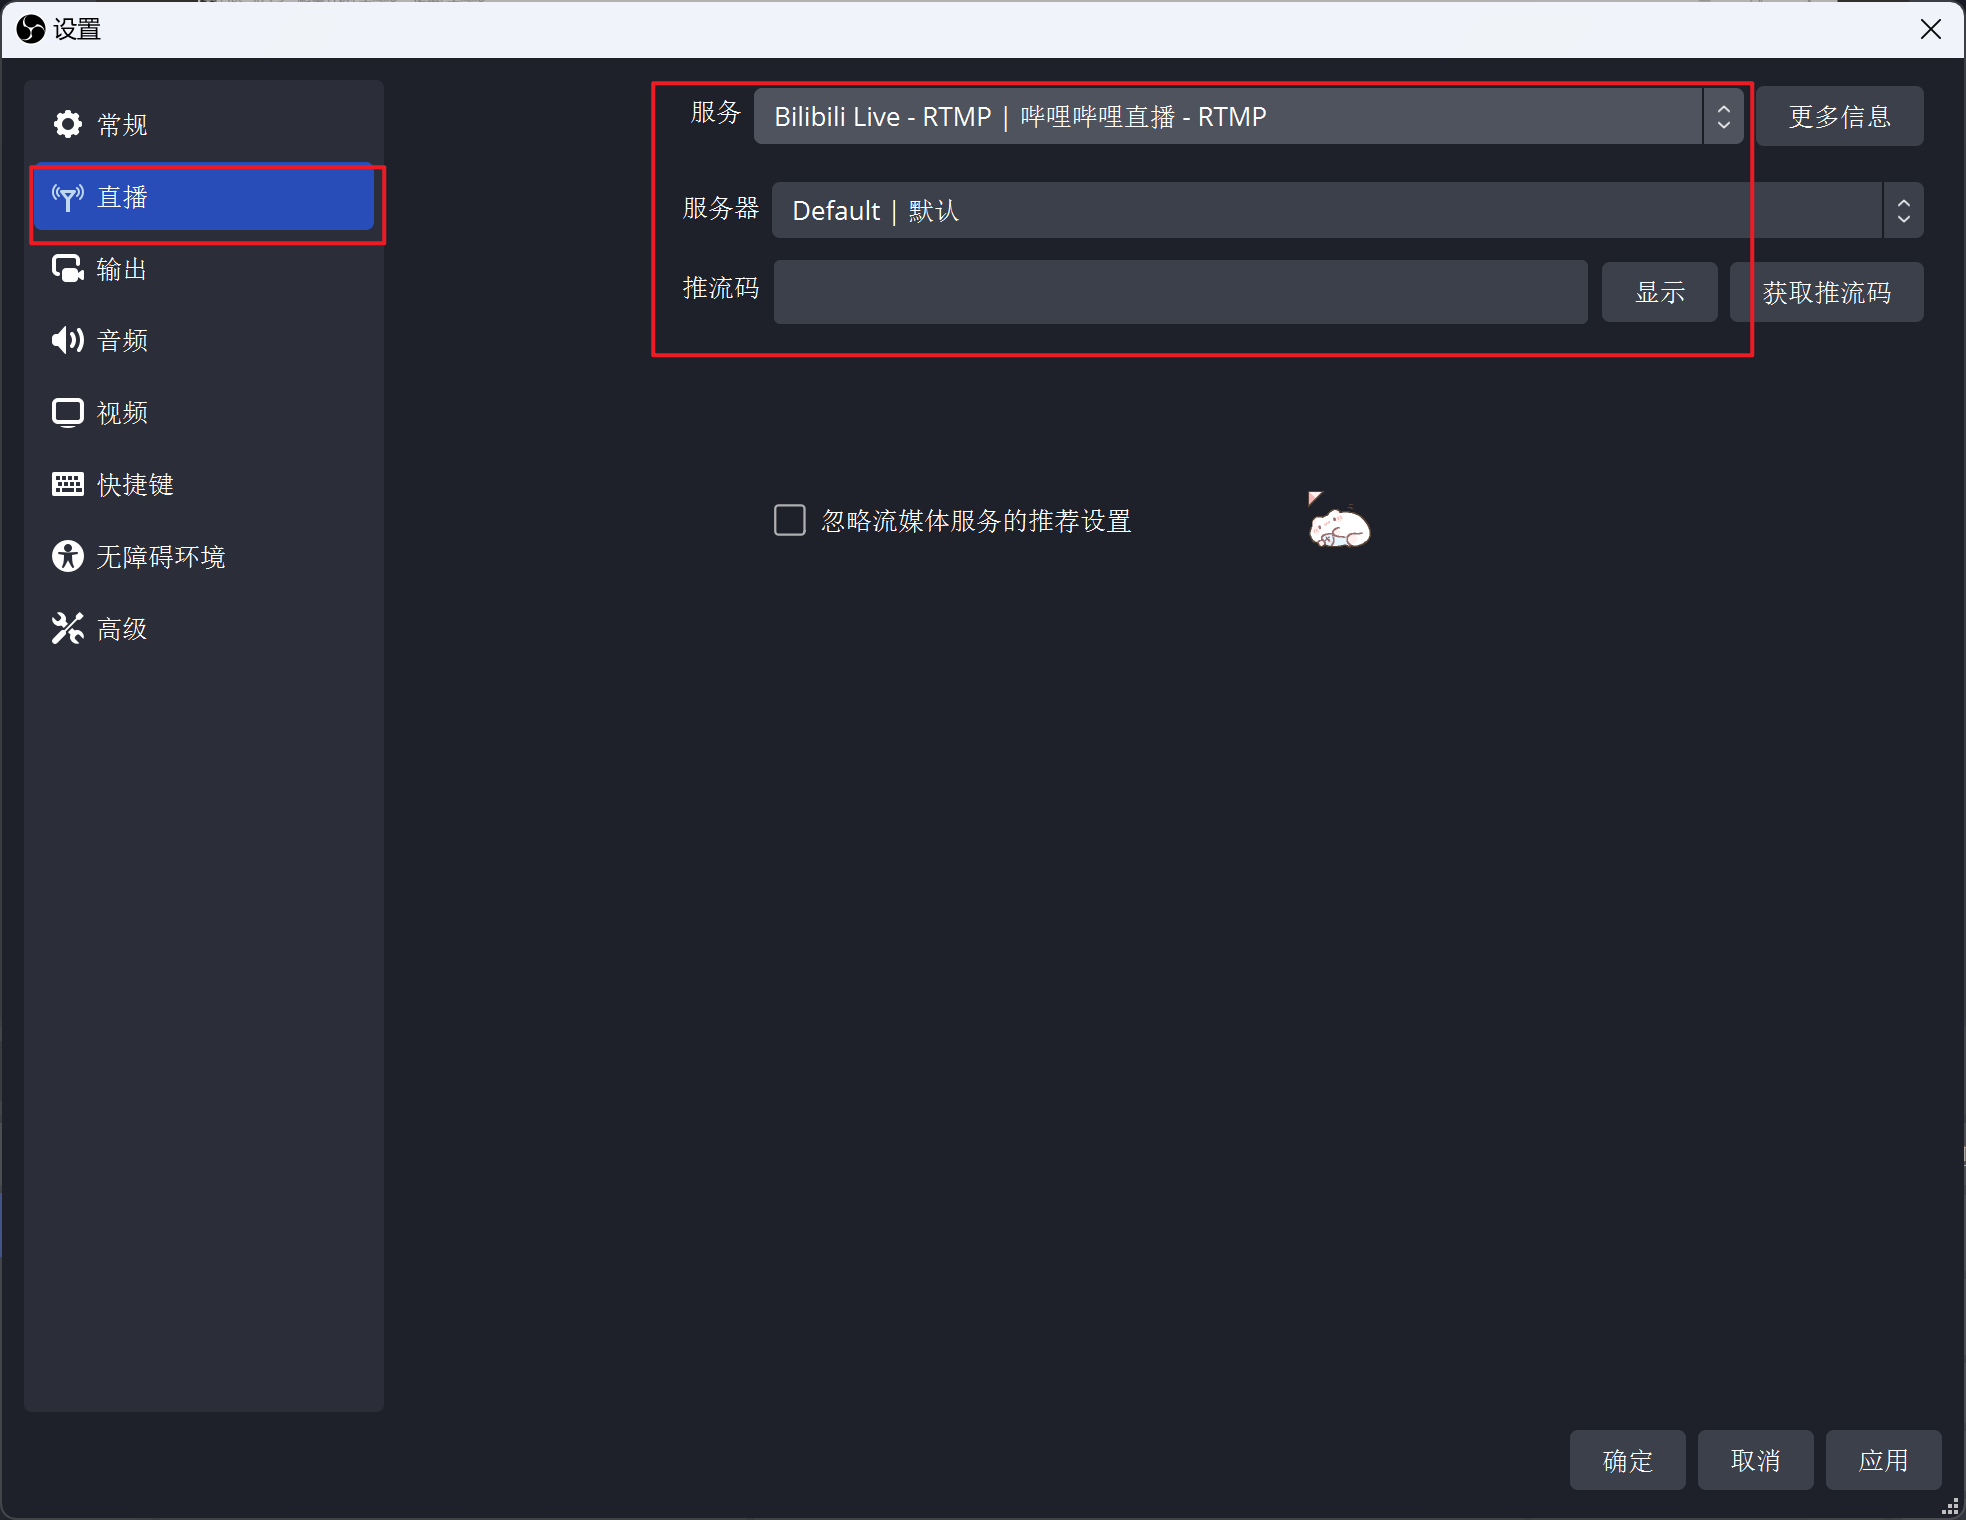 设置
常规
直播
输出
音频
视频
快捷键
无障碍环境
高级
服务 Bilibili Live - RTMP | 哔哩哔哩直播 - RTMP 更多信息
服务器 Default | 默认
推流码 显示 获取推流码
忽略流媒体服务的推荐设置
确定 取消 应用